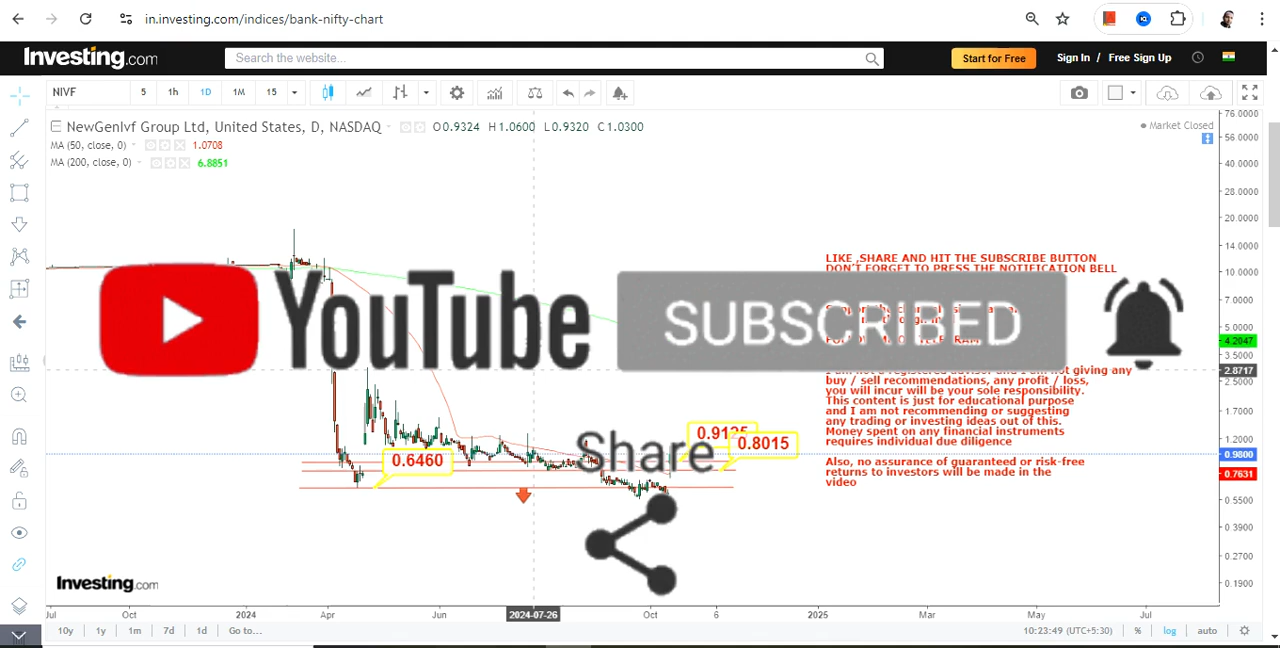 in.investing.com/indices/bank-nifty-chart
Investing.com
Search the website...
Start for Free
Sign In / Free Sign Up
NIVF 5 1h 1D 1M 15
NewGenIvf Group Ltd, United States, D, NASDAQ O0.9324 H1.0600 L0.9320 C1.0300
Market Closed
MA (50, close, 0) 1.0708
MA (200, close, 0) 6.8851
76.0000
56.0000
40.0000
28.0000
20.0000
14.0000
10.0000
7.0000
5.0000
4.2047
3.5000
2.8717
2.5000
1.7000
1.2000
0.9800
0.7631
0.5500
0.3900
0.2700
0.1900
LIKE ,SHARE AND HIT THE SUBSCRIBE BUTTON
DON'T FORGET TO PRESS THE NOTIFICATION BELL
YouTube
SUBSCRIBED
giving any
buy / sell recommendations, any profit / loss,
you will incur will be your sole responsibility.
This content is just for educational purpose
and I am not recommending or suggesting
any trading or investing ideas out of this.
Money spent on any financial instruments
requires individual due diligence
Also, no assurance of guaranteed or risk-free
returns to investors will be made in the
video
0.8015
0.6460
Share
Investing.com
Jul Oct 2024 Apr Jun 2024-07-26 Oct 6 2025 Mar May Jul
10y 1y 1m 7d 1d Go to...
10:23:49 (UTC+5:30) % log auto